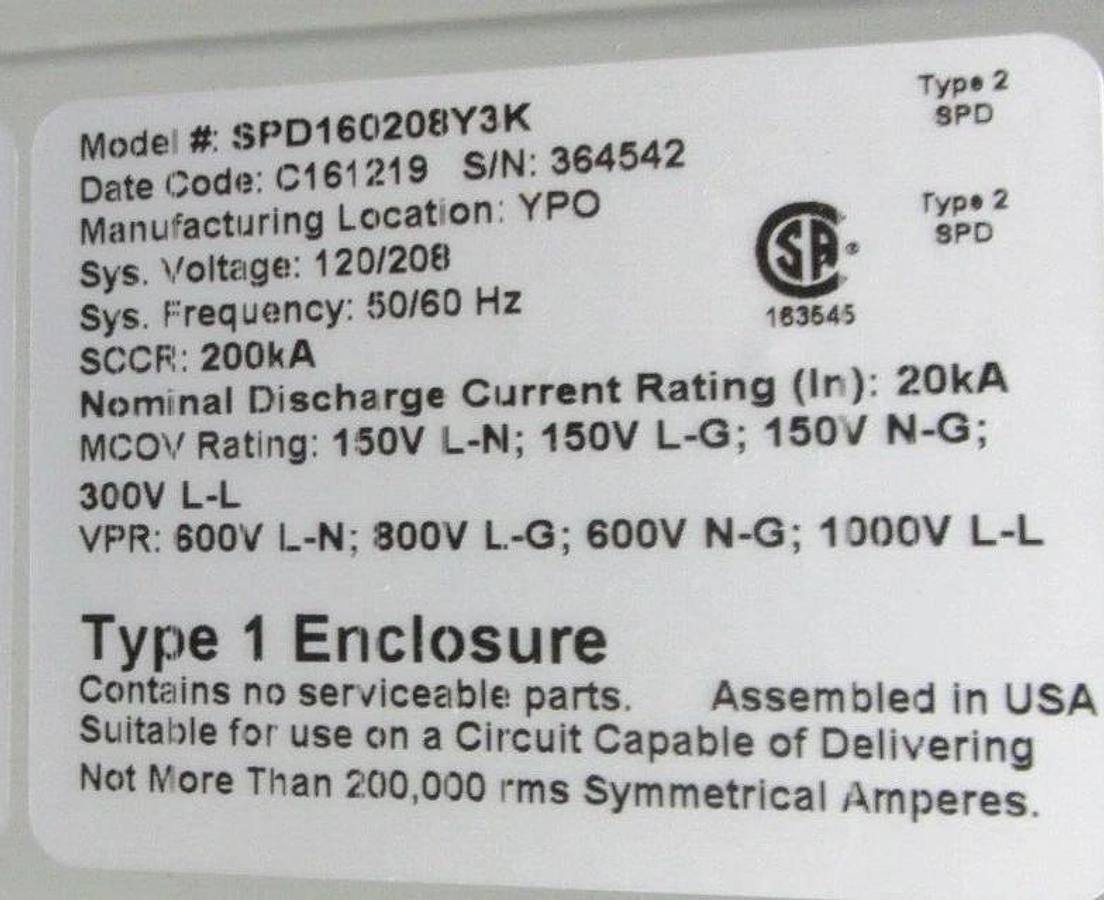 Type 2
SPD
Model #: SPD160208Y3K
Date Code: C161219 S/N: 364542
Manufacturing Location: YPO
Type 2
SPD
Sys. Voltage: 120/208
SA ®
Sys. Frequency: 50/60 Hz
163545
SCCR: 200kA
Nominal Discharge Current Rating (In): 20kA
MCOV Rating: 150V L-N; 150V L-G; 150V N-G;
300V L-L
VPR: 600V L-N; 800V L-G; 600V N-G; 1000V L-L
Type 1 Enclosure
Contains no serviceable parts. Assembled in USA
Suitable for use on a Circuit Capable of Delivering
Not More Than 200,000 rms Symmetrical Amperes.